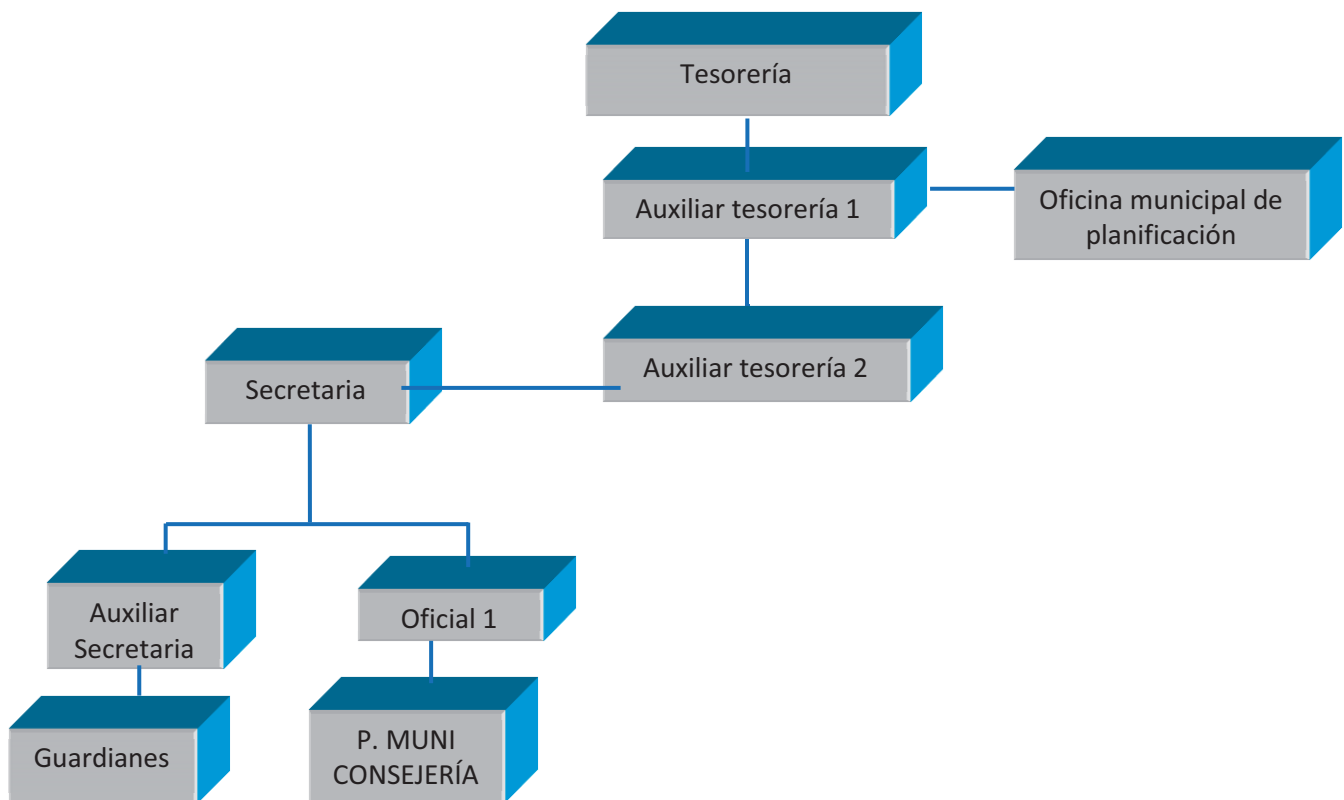 Tesorería
Auxiliar tesorería 1
Oficina municipal de
planificación
Auxiliar tesorería 2
Secretaria
Auxiliar
Secretaria
Oficial 1
Guardianes
P. MUNI
CONSEJERÍA